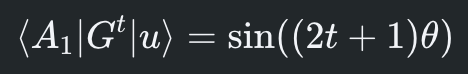 ⟨A₁|Gᵗ|u⟩ = sin((2t + 1)θ)